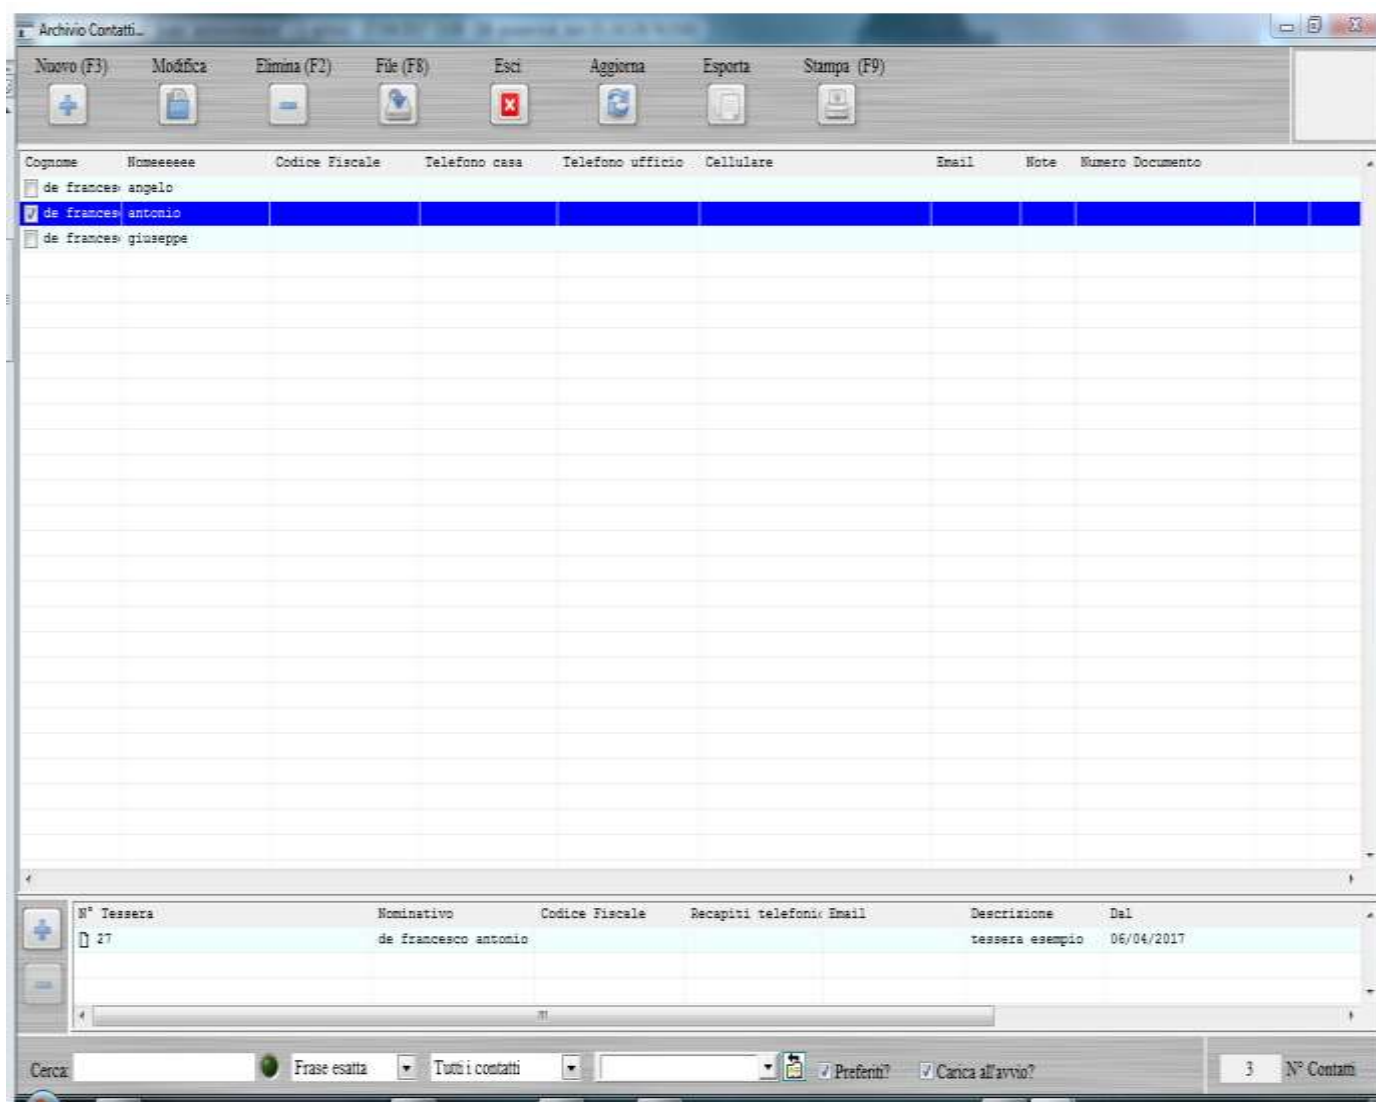 Archivio Contatti...
Nuovo (F3) Modifica Elimina (F2) File (F8) Esci Aggiorna Esporta Stampa (F9)
Cognome Nomeeeeee Codice Fiscale Telefono casa Telefono ufficio Cellulare Email Note Numero Documento
de frances angelo
de frances antonio
de frances giuseppe
N° Tessera Nominativo Codice Fiscale Recapiti telefonic Email Descrizione Dal
27 de francesco antonio tessera esempio 06/04/2017
Cerca: Frase esatta Tutti i contatti Preferiti? Carica all'avvio? 3 N° Contatti